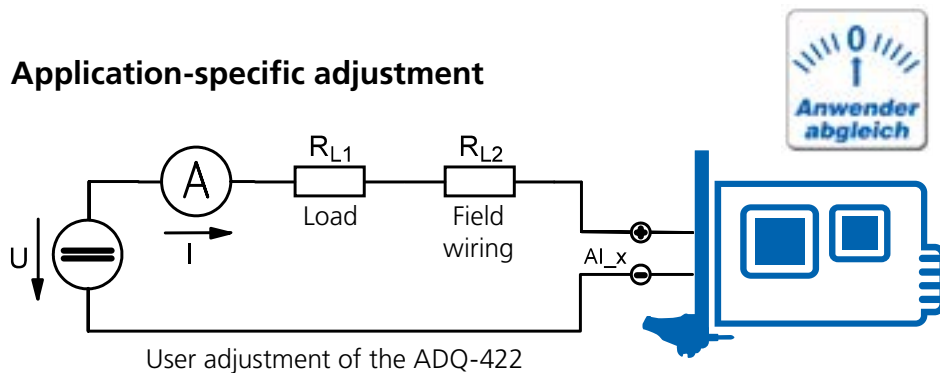 Application-specific adjustment
0
Anwender
abgleich
A
RL1
RL2
Load
Field
wiring
U
I
AI_x
User adjustment of the ADQ-422